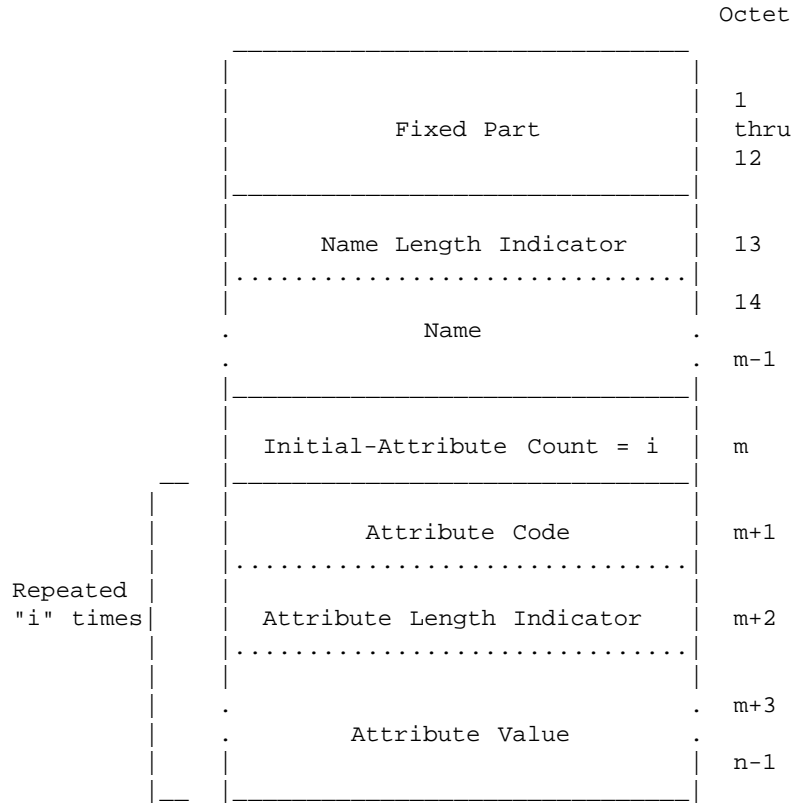 Octet
1
Fixed Part thru
12
Name Length Indicator 13
14
Name
m-1
Initial-Attribute Count = i m
Attribute Code m+1
Repeated
"i" times Attribute Length Indicator m+2
m+3
Attribute Value
n-1